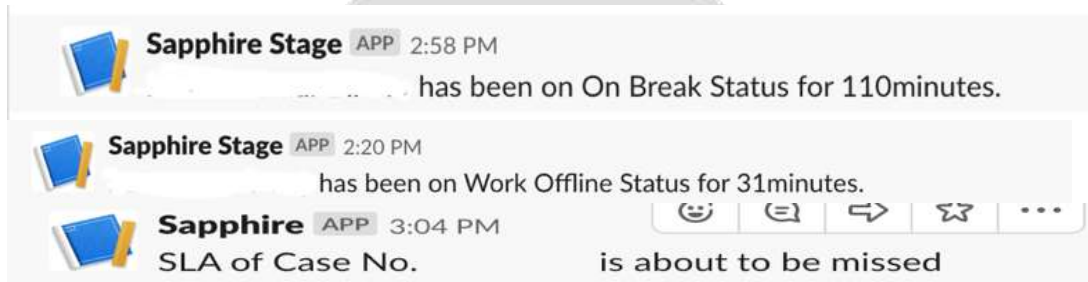 Sapphire Stage APP 2:58 PM
has been on On Break Status for 110minutes.
Sapphire Stage APP 2:20 PM
has been on Work Offline Status for 31minutes.
Sapphire APP 3:04 PM
SLA of Case No. is about to be missed